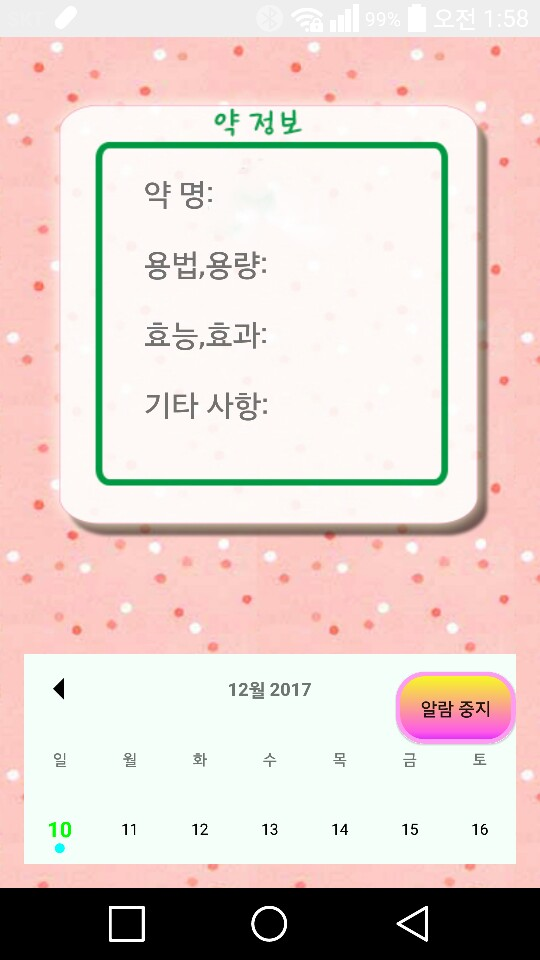 99% 오전 1:58
약 정보
약 명:
용법,용량:
효능,효과:
기타 사항:
12월 2017
알람 중지
일 월 화 수 목 금 토
10 11 12 13 14 15 16